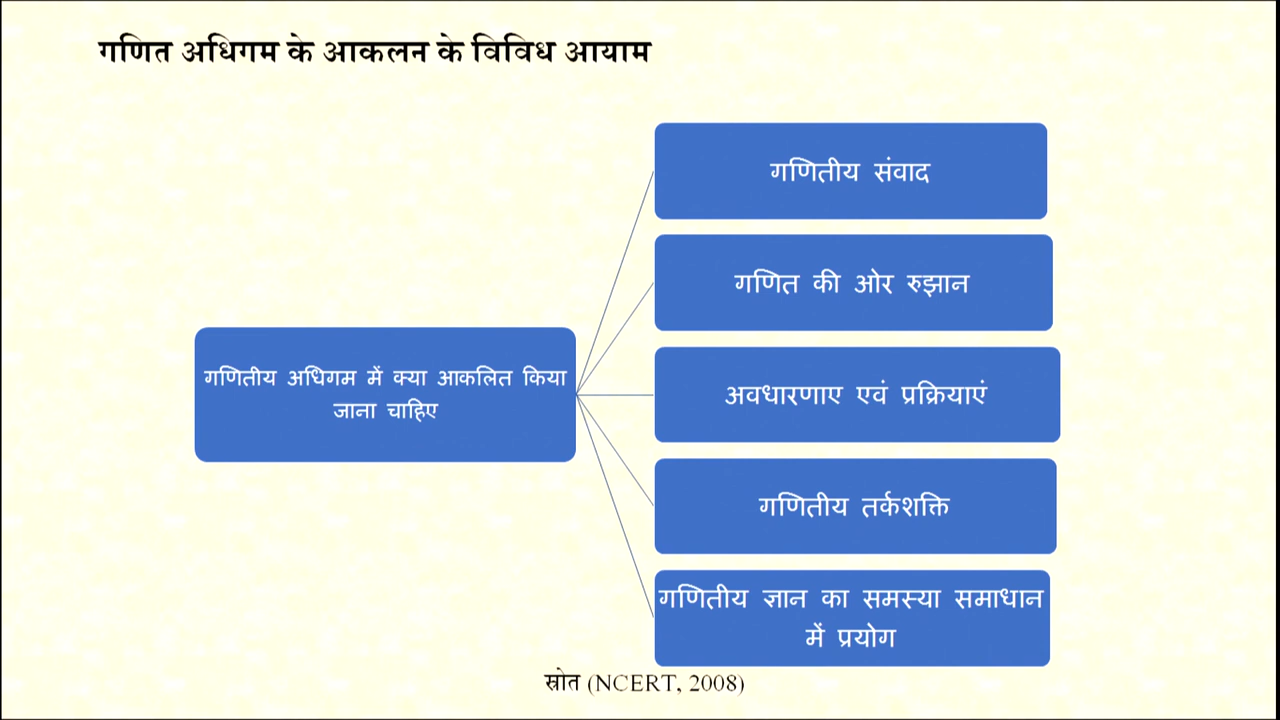 गणित अधिगम के आकलन के विविध आयाम
गणितीय संवाद
गणित की ओर रुझान
गणितीय अधिगम में क्या आकलित किया
जाना चाहिए
अवधारणाए एवं प्रक्रियाएं
गणितीय तर्कशक्ति
गणितीय ज्ञान का समस्या समाधान
में प्रयोग
स्रोत (NCERT, 2008)